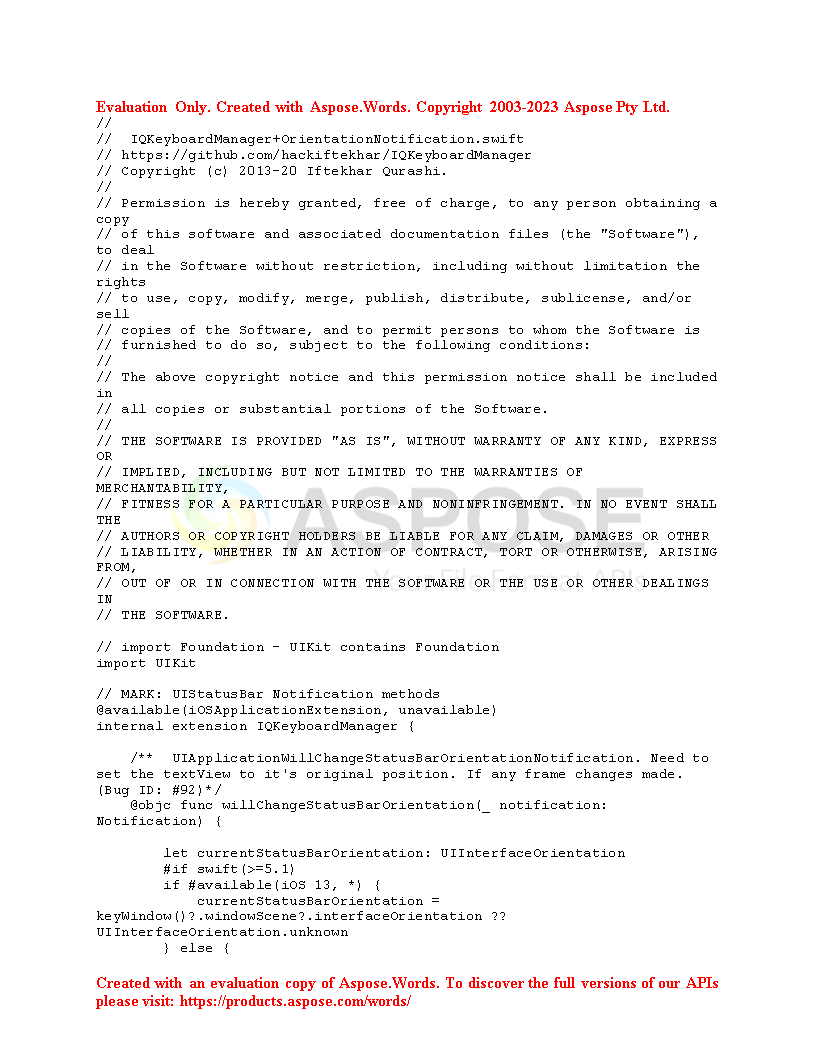 Evaluation Only. Created with Aspose.Words. Copyright 2003-2023 Aspose Pty Ltd.
//
//  IQKeyboardManager+OrientationNotification.swift
// https://github.com/hackiftekhar/IQKeyboardManager
// Copyright (c) 2013-20 Iftekhar Qurashi.
//
// Permission is hereby granted, free of charge, to any person obtaining a
copy
// of this software and associated documentation files (the "Software"),
to deal
// in the Software without restriction, including without limitation the
rights
// to use, copy, modify, merge, publish, distribute, sublicense, and/or
sell
// copies of the Software, and to permit persons to whom the Software is
// furnished to do so, subject to the following conditions:
//
// The above copyright notice and this permission notice shall be included
in
// all copies or substantial portions of the Software.
//
// THE SOFTWARE IS PROVIDED "AS IS", WITHOUT WARRANTY OF ANY KIND, EXPRESS
OR
// IMPLIED, INCLUDING BUT NOT LIMITED TO THE WARRANTIES OF
MERCHANTABILITY,
// FITNESS FOR A PARTICULAR PURPOSE AND NONINFRINGEMENT. IN NO EVENT SHALL
THE
ASPOSE
// AUTHORS OR COPYRIGHT HOLDERS BE LIABLE FOR ANY CLAIM, DAMAGES OR OTHER
// LIABILITY, WHETHER IN AN ACTION OF CONTRACT, TORT OR OTHERWISE, ARISING
FROM,
// OUT OF OR IN CONNECTION WITH THE SOFTWARE OR THE USE OR OTHER DEALINGS
Your File Format APIs
IN
// THE SOFTWARE.
// import Foundation - UIKit contains Foundation
import UIKit
// MARK: UIStatusBar Notification methods
@available(iOSApplicationExtension, unavailable)
internal extension IQKeyboardManager {
    /**  UIApplicationWillChangeStatusBarOrientationNotification. Need to
set the textView to it's original position. If any frame changes made.
(Bug ID: #92)*/
    @objc func willChangeStatusBarOrientation(_ notification:
Notification) {
        let currentStatusBarOrientation: UIInterfaceOrientation
        #if swift(>=5.1)
        if #available(iOS 13, *) {
            currentStatusBarOrientation =
keyWindow()?.windowScene?.interfaceOrientation ??
UIInterfaceOrientation.unknown
        } else {
Created with an evaluation copy of Aspose.Words. To discover the full versions of our APIs
please visit: https://products.aspose.com/words/